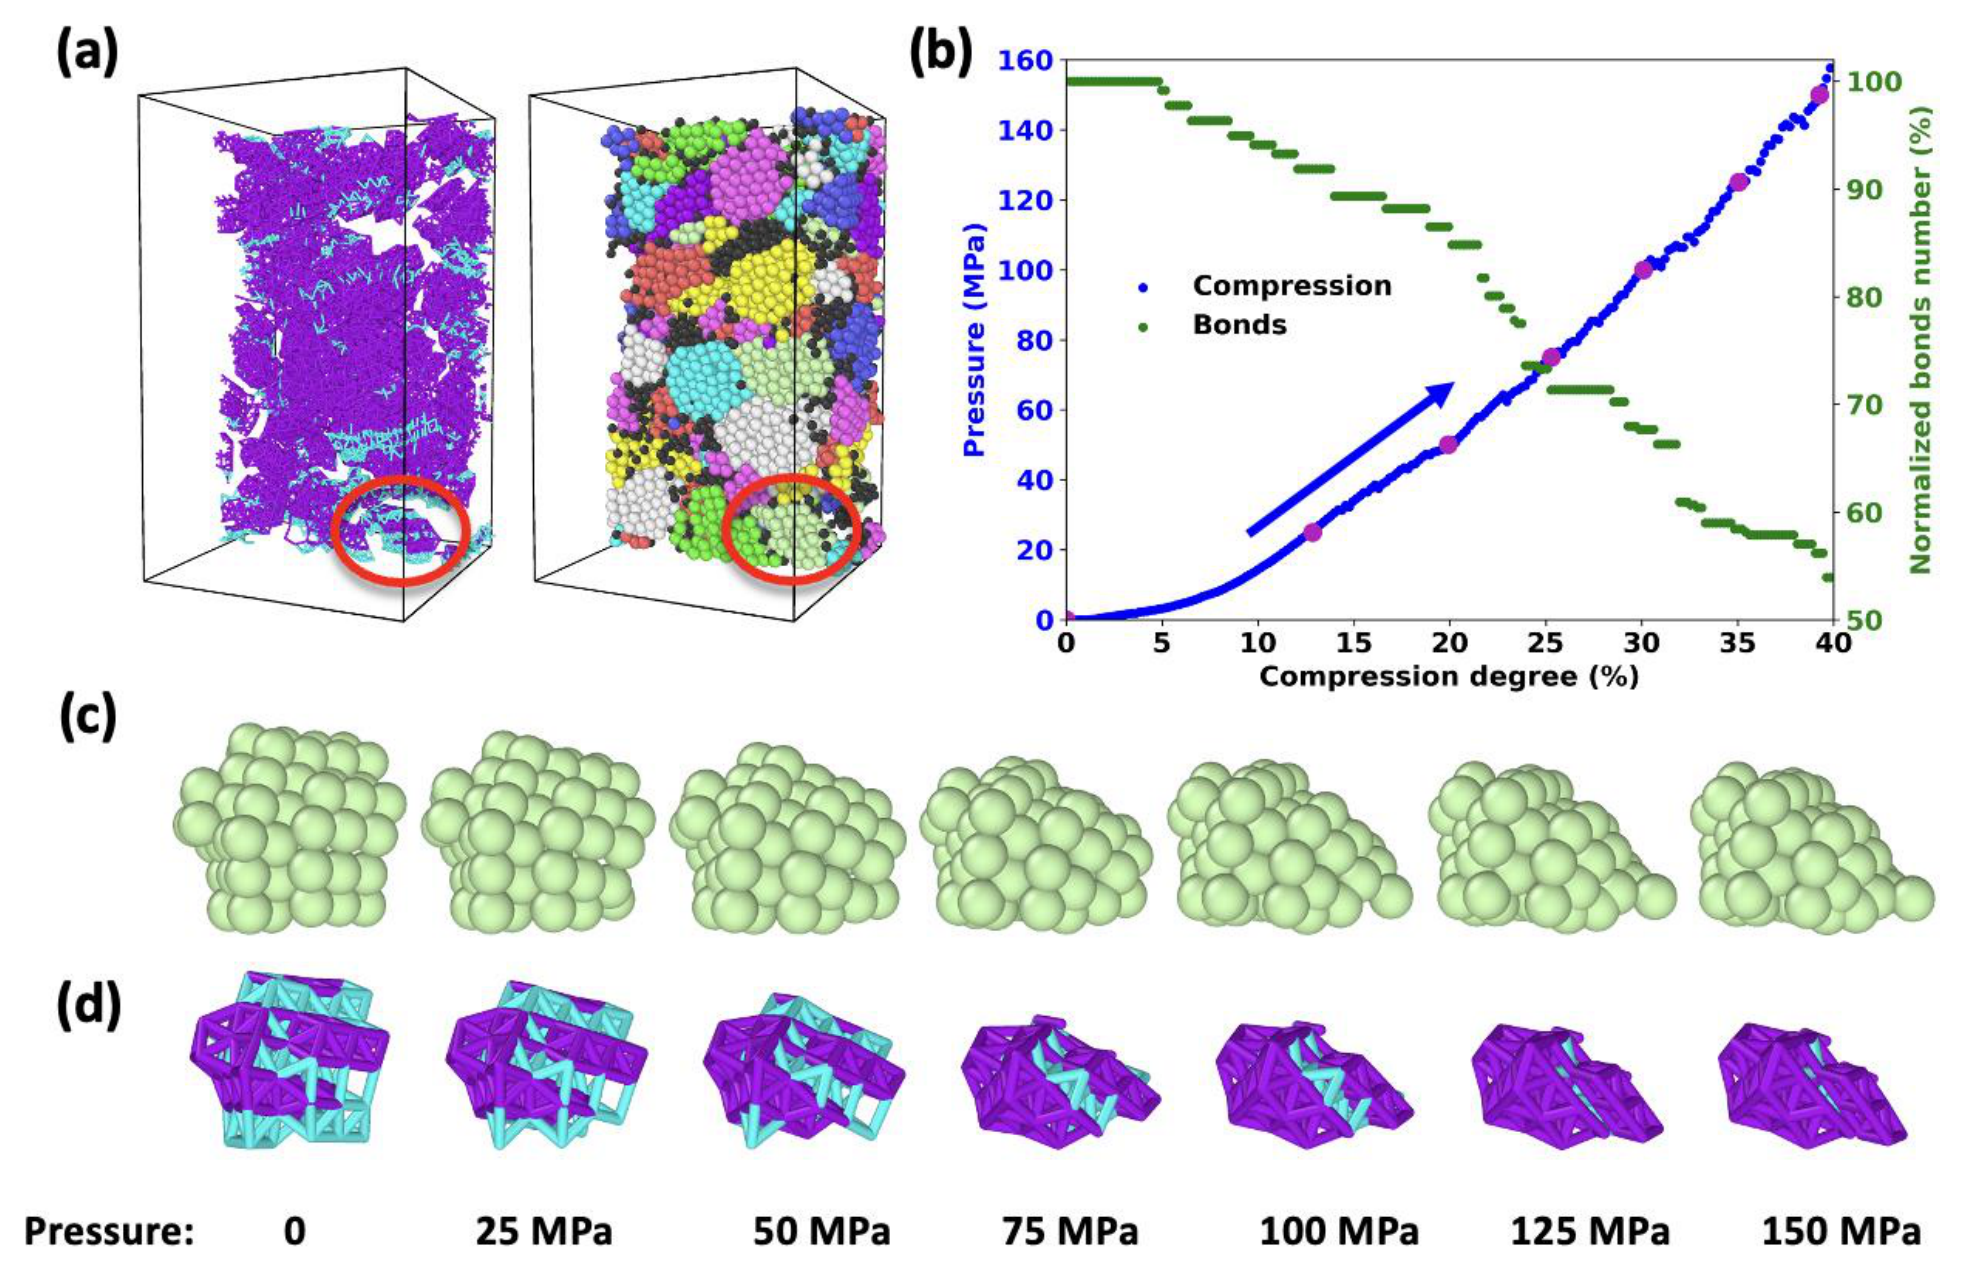 (a)
(b)
160
140
120
100
80
60
40
20
0
Pressure (MPa)
Compression
Bonds
100
90
80
70
60
50
Normalized bonds number (%)
0 5 10 15 20 25 30 35 40
Compression degree (%)
(c)
(d)
Pressure: 0 25 MPa 50 MPa 75 MPa 100 MPa 125 MPa 150 MPa